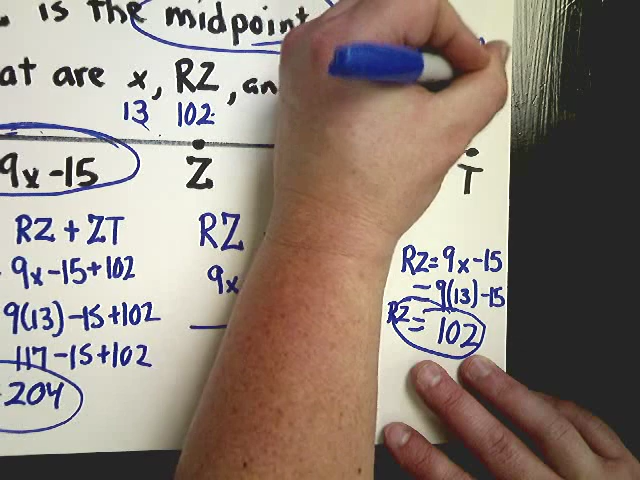 is the midpoint
at are x, RZ, an
13 102
9x-15 Z T
RZ + ZT
9x-15+102
9(13)-15+102
117-15+102
204
RZ
9x
RZ=9x-15
=9(13)-15
RZ= 102